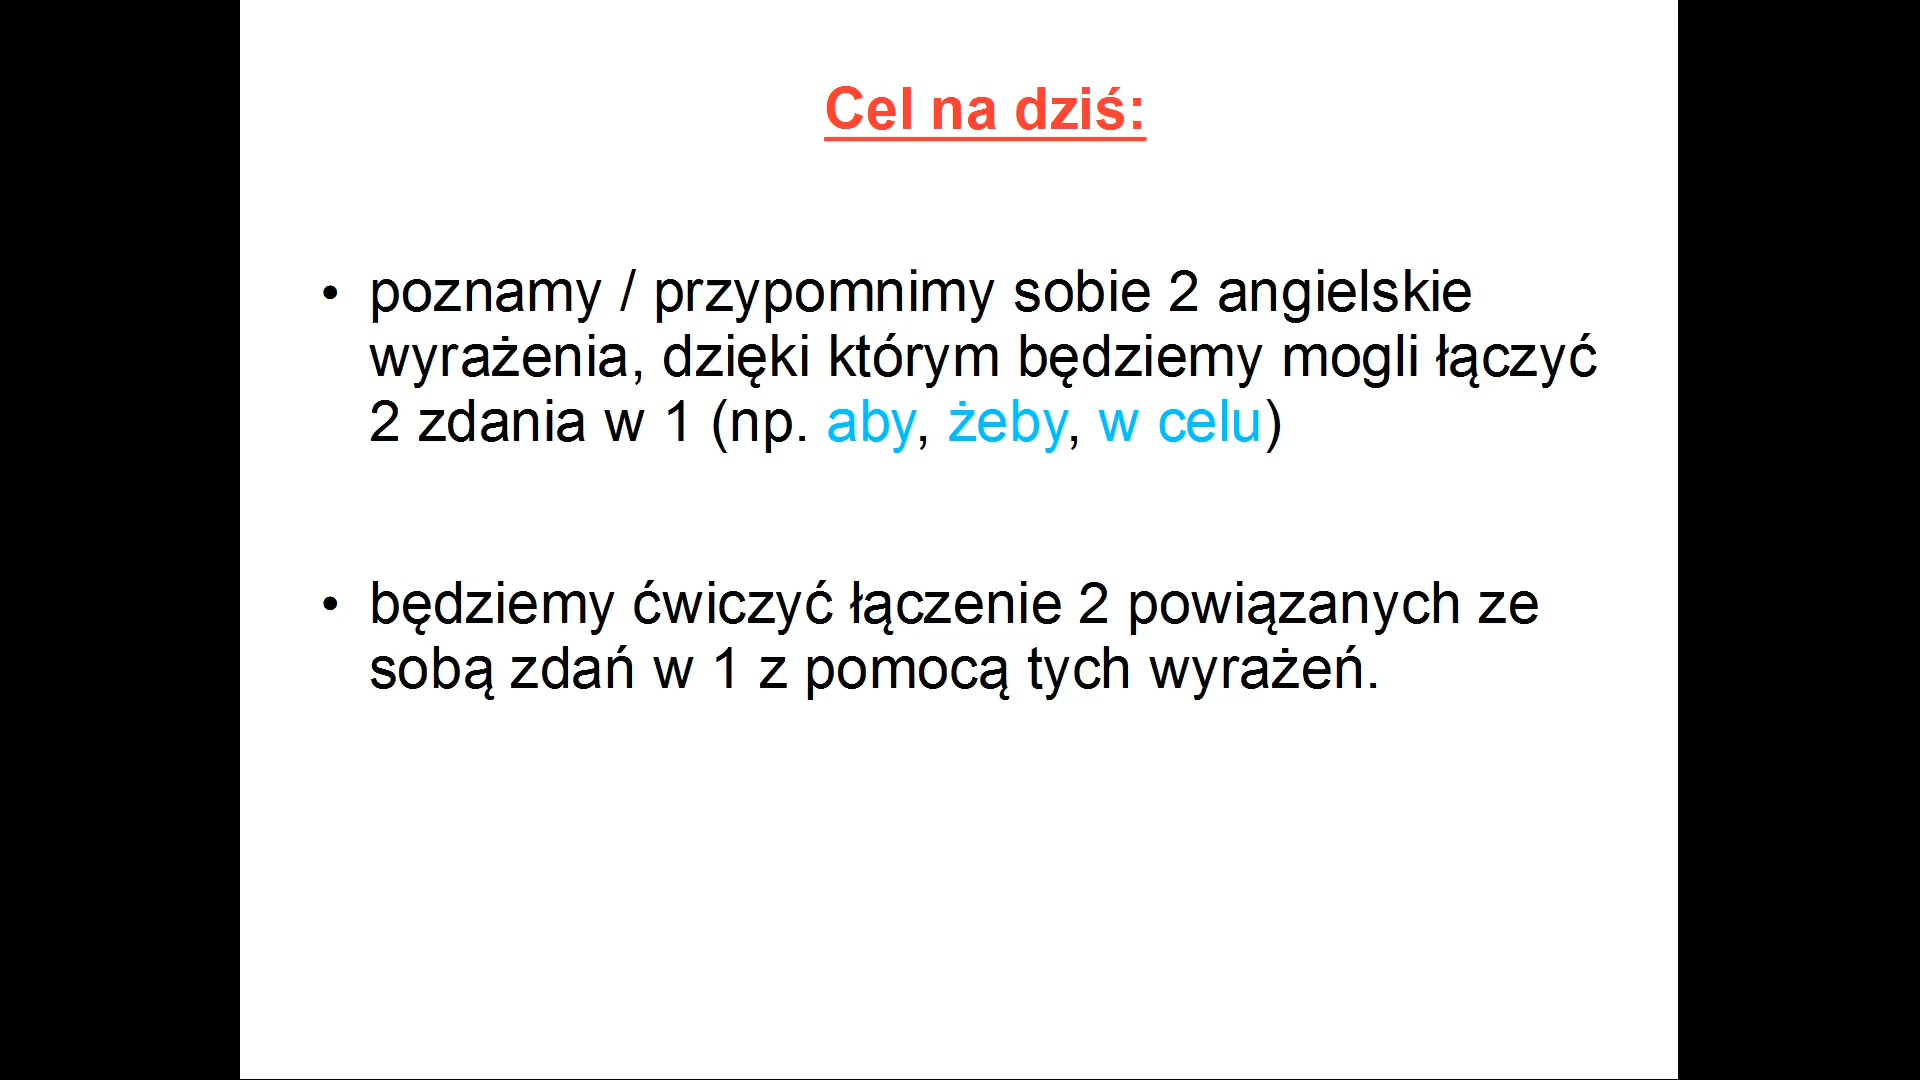 Cel na dziś:
• poznamy / przypomnimy sobie 2 angielskie
wyrażenia, dzięki którym będziemy mogli łączyć
2 zdania w 1 (np. aby, żeby, w celu)
• będziemy ćwiczyć łączenie 2 powiązanych ze
sobą zdań w 1 z pomocą tych wyrażeń.